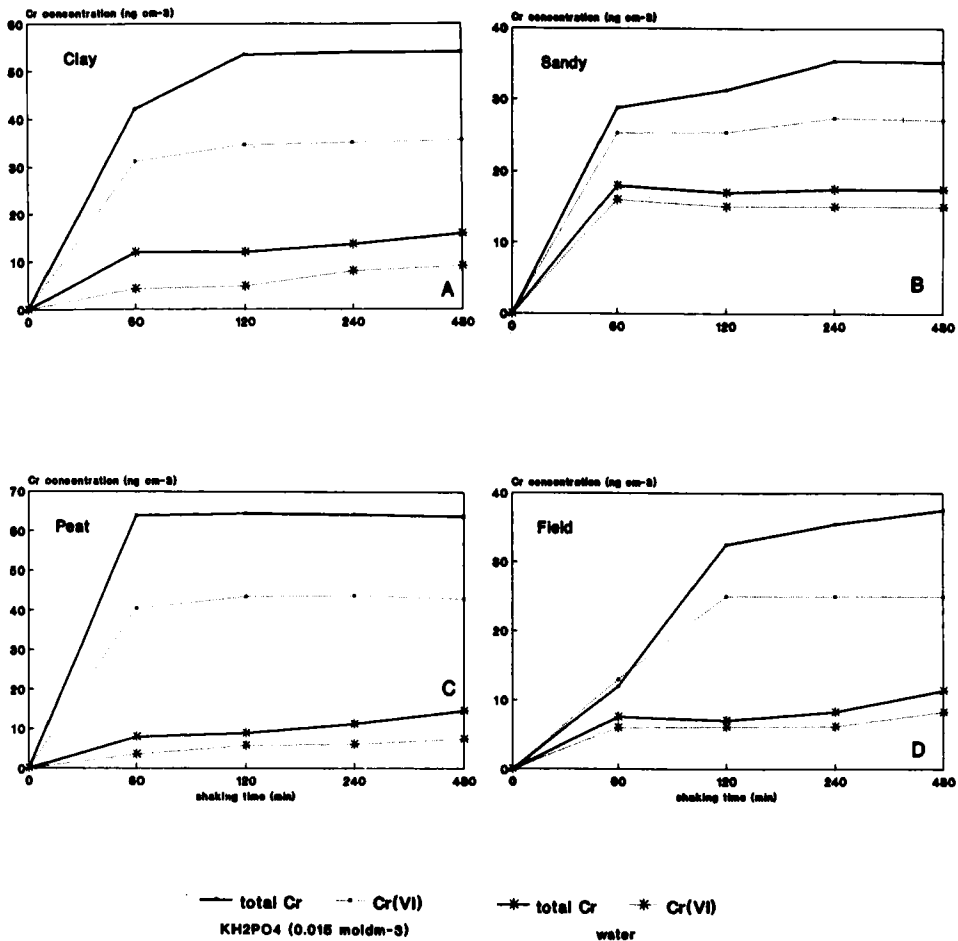 Cr concentration (ng cm-3)
60
50
40
30
20
10
0
Clay
A
0 60 120 240 480
Cr concentration (ng cm-3)
40
30
20
10
0
Sandy
B
0 60 120 240 480
Cr concentration (ng cm-3)
70
60
50
40
30
20
10
0
Peat
C
0 60 120 240 480
shaking time (min)
Cr concentration (ng cm-3)
40
30
20
10
0
Field
D
0 60 120 240 480
shaking time (min)
total Cr Cr(VI) total Cr Cr(VI)
KH2PO4 (0.015 moldm-3) water